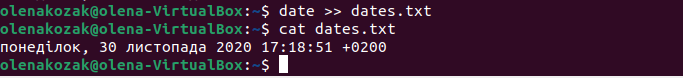 olenakozak@olena-VirtualBox:~$ date >> dates.txt
olenakozak@olena-VirtualBox:~$ cat dates.txt
понеділок, 30 листопада 2020 17:18:51 +0200
olenakozak@olena-VirtualBox:~$